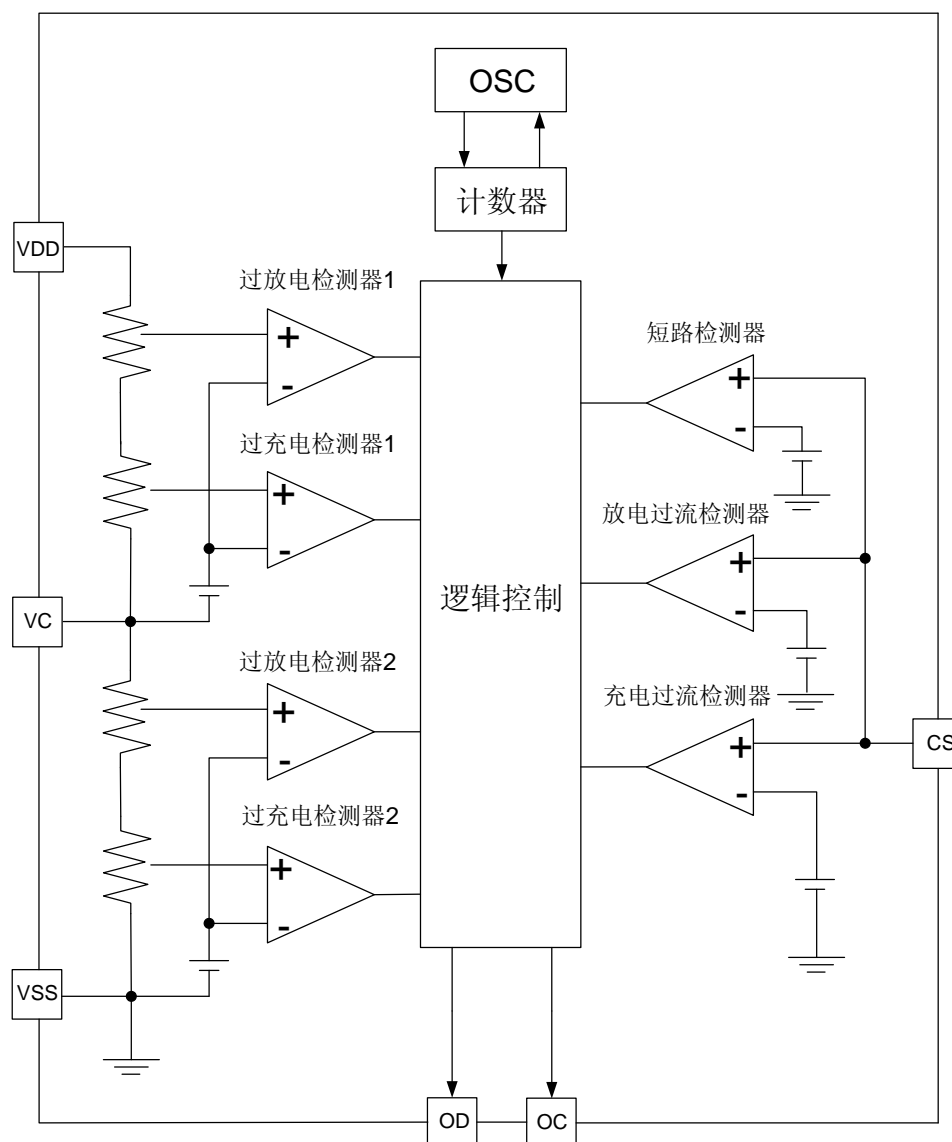 OSC
计数器
VDD
过放电检测器1
+
-
短路检测器
+
-
过充电检测器1
+
-
放电过流检测器
+
-
逻辑控制
VC
过放电检测器2
+
-
充电过流检测器
+
-
CS
过充电检测器2
+
-
VSS
OD
OC